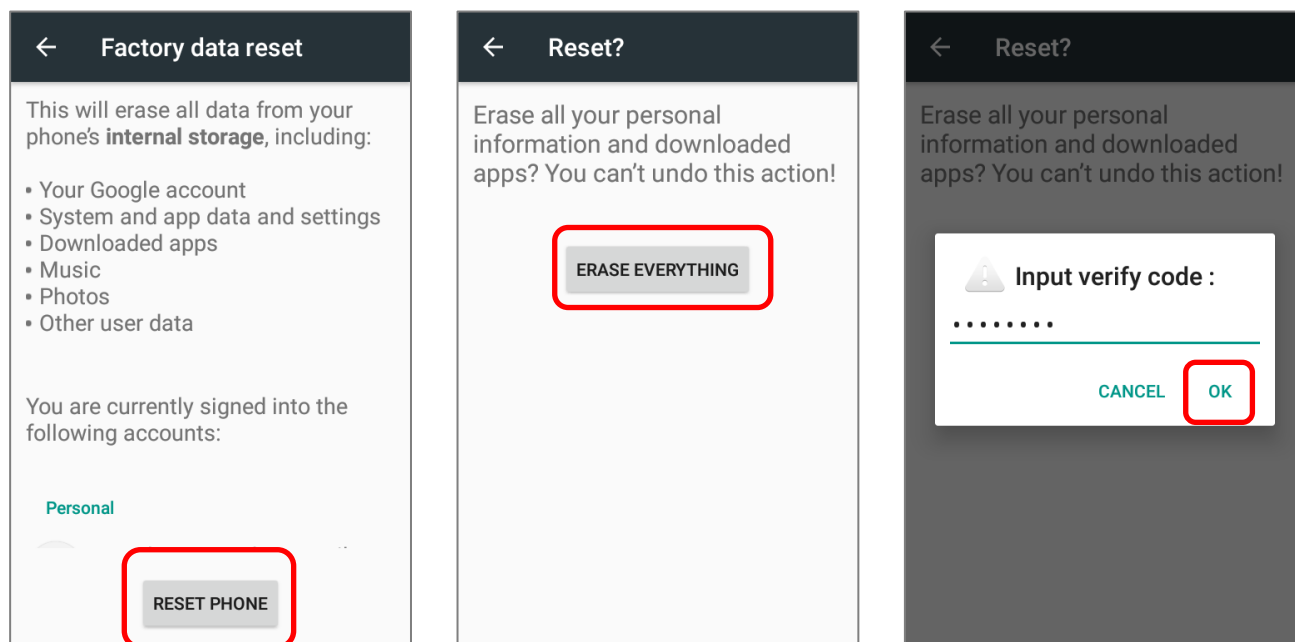 Factory data reset
This will erase all data from your
phone's internal storage, including:
• Your Google account
• System and app data and settings
• Downloaded apps
• Music
• Photos
• Other user data
You are currently signed into the
following accounts:
Personal
RESET PHONE
Reset?
Erase all your personal
information and downloaded
apps? You can't undo this action!
ERASE EVERYTHING
Reset?
Erase all your personal
information and downloaded
apps? You can't undo this action!
Input verify code :
........
CANCEL OK